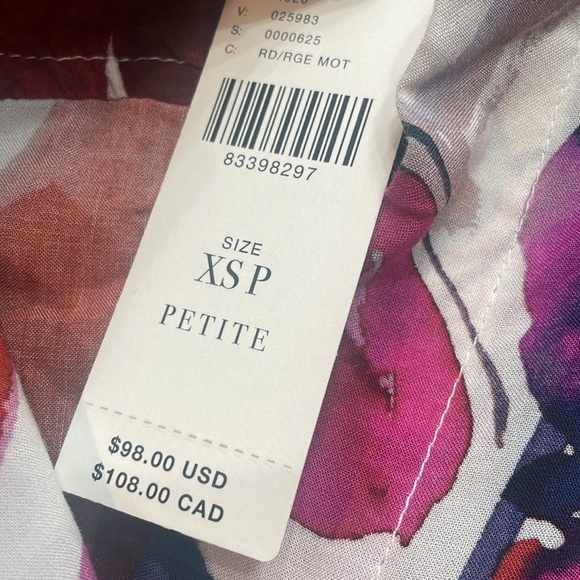 V: 025983
S: 0000625
C: RD/RGE MOT
83398297
SIZE
XS P
PETITE
$98.00 USD
$108.00 CAD